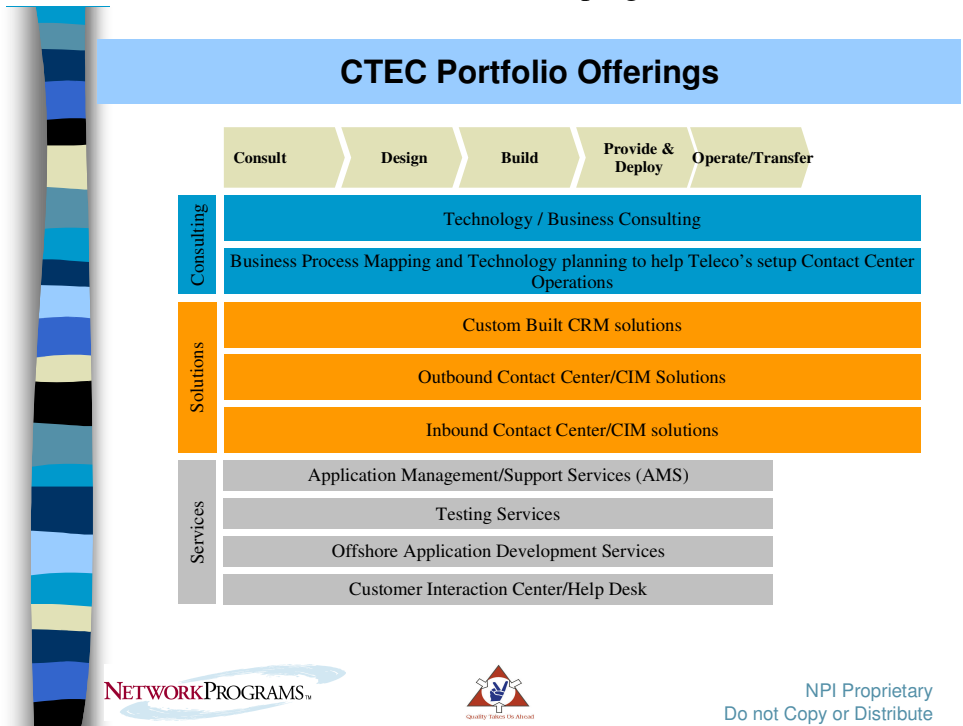 CTEC Portfolio Offerings
Consult
Design
Build
Provide &
Deploy
Operate/Transfer
Consulting
Technology / Business Consulting
Business Process Mapping and Technology planning to help Teleco's setup Contact Center
Operations
Solutions
Custom Built CRM solutions
Outbound Contact Center/CIM Solutions
Inbound Contact Center/CIM solutions
Services
Application Management/Support Services (AMS)
Testing Services
Offshore Application Development Services
Customer Interaction Center/Help Desk
NETWORKPROGRAMS™
Quality Takes Us Ahead
NPI Proprietary
Do not Copy or Distribute